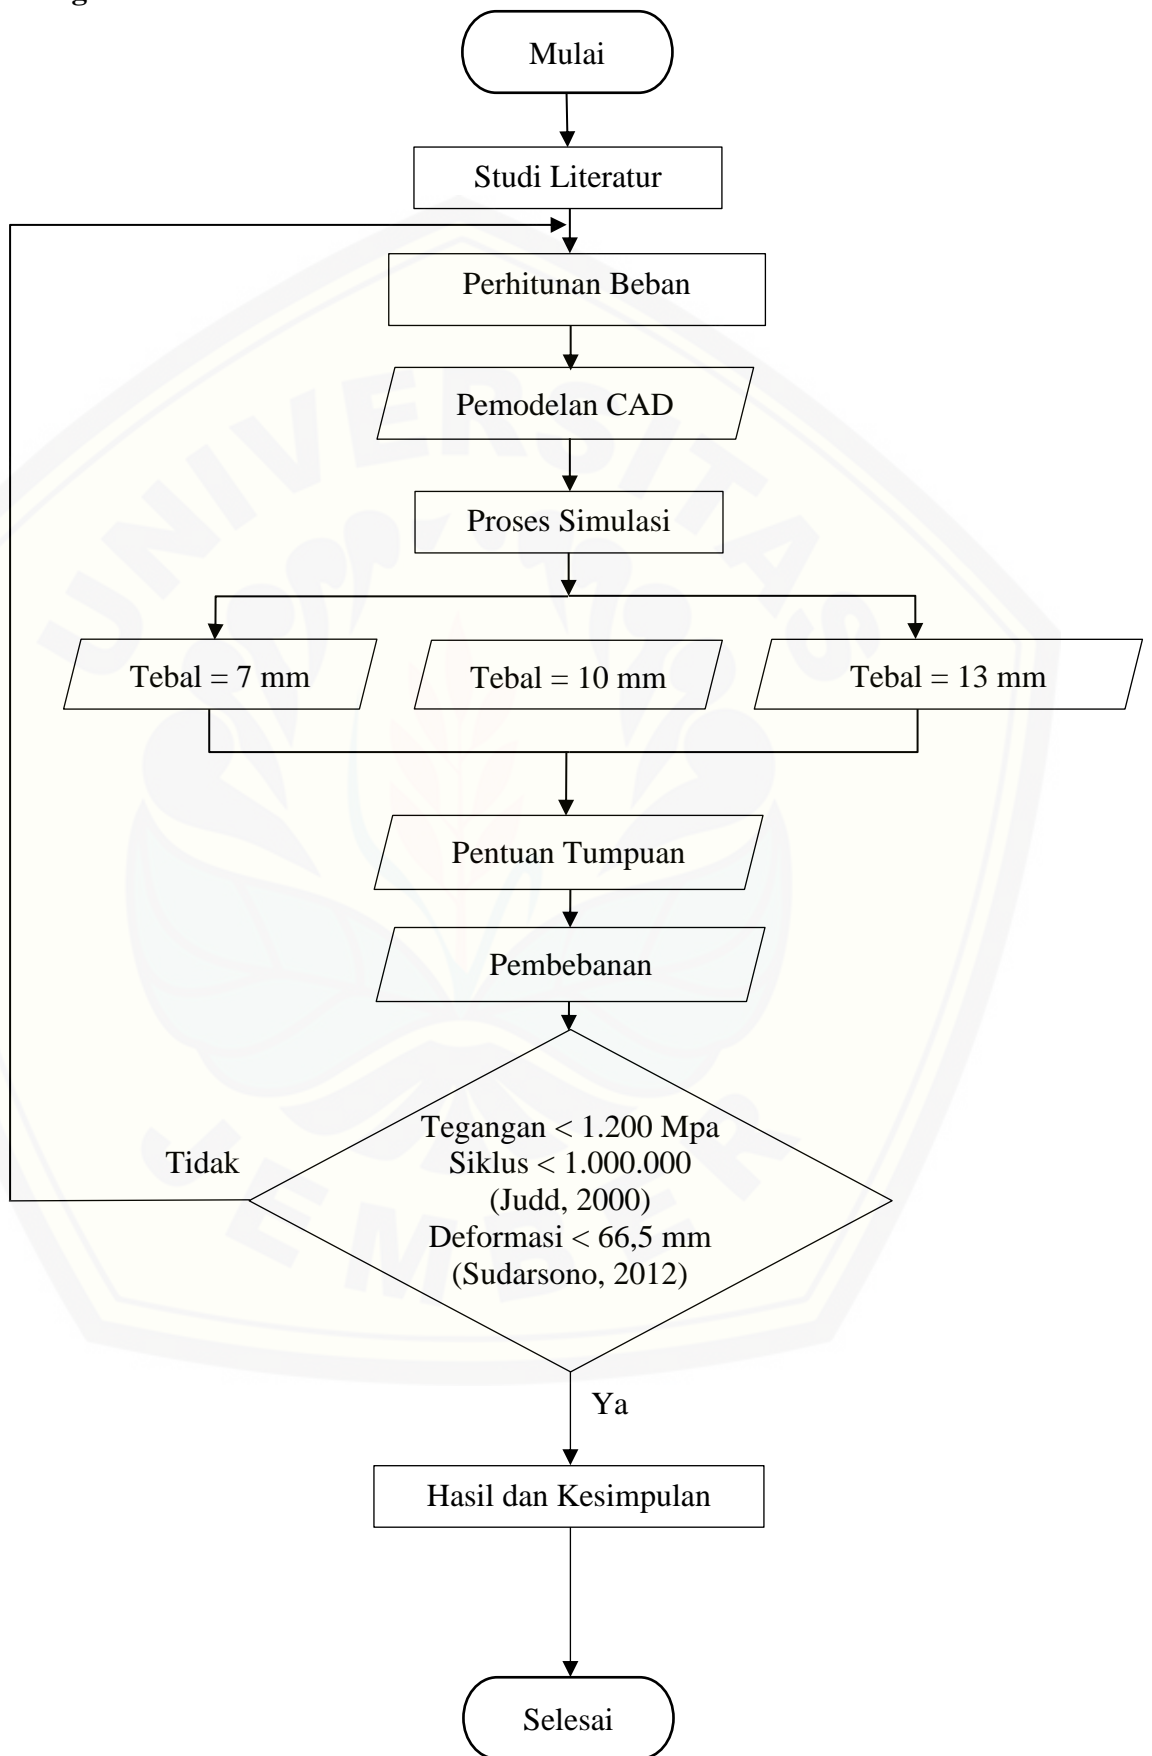 Mulai
Studi Literatur
Perhitunan Beban
Pemodelan CAD
Proses Simulasi
Tebal = 7 mm
Tebal = 10 mm
Tebal = 13 mm
Pentuan Tumpuan
Pembebanan
Tegangan < 1.200 Mpa
Siklus < 1.000.000
(Judd, 2000)
Deformasi < 66,5 mm
(Sudarsono, 2012)
Tidak
Ya
Hasil dan Kesimpulan
Selesai
UNIVERSITAS
JEMBER